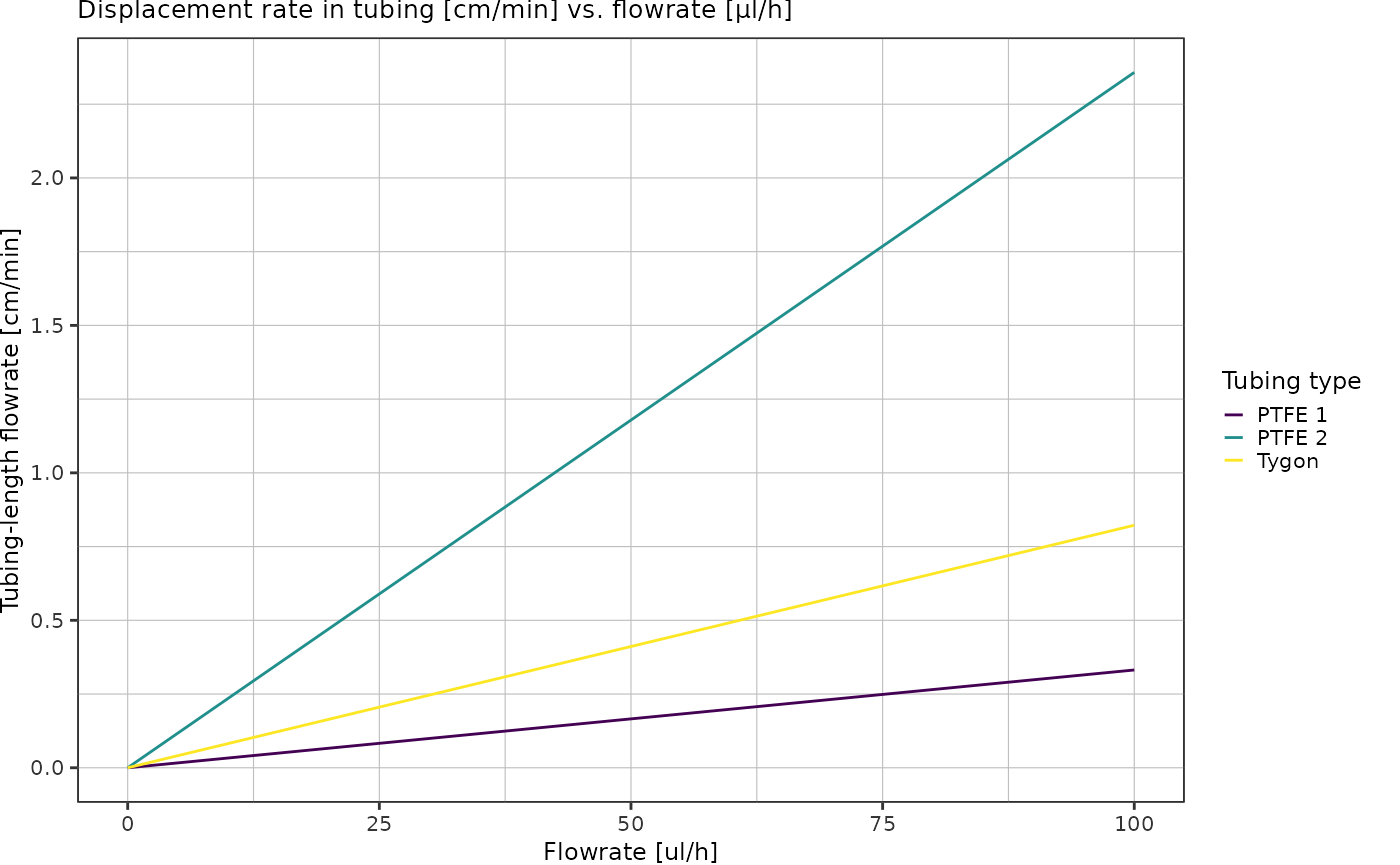 Displacement rate in tubing [cm/min] vs. flowrate [µl/h]
Tubing-length flowrate [cm/min]
2.0
1.5
1.0
0.5
0.0
0 25 50 75 100
Flowrate [ul/h]
Tubing type
PTFE 1
PTFE 2
Tygon